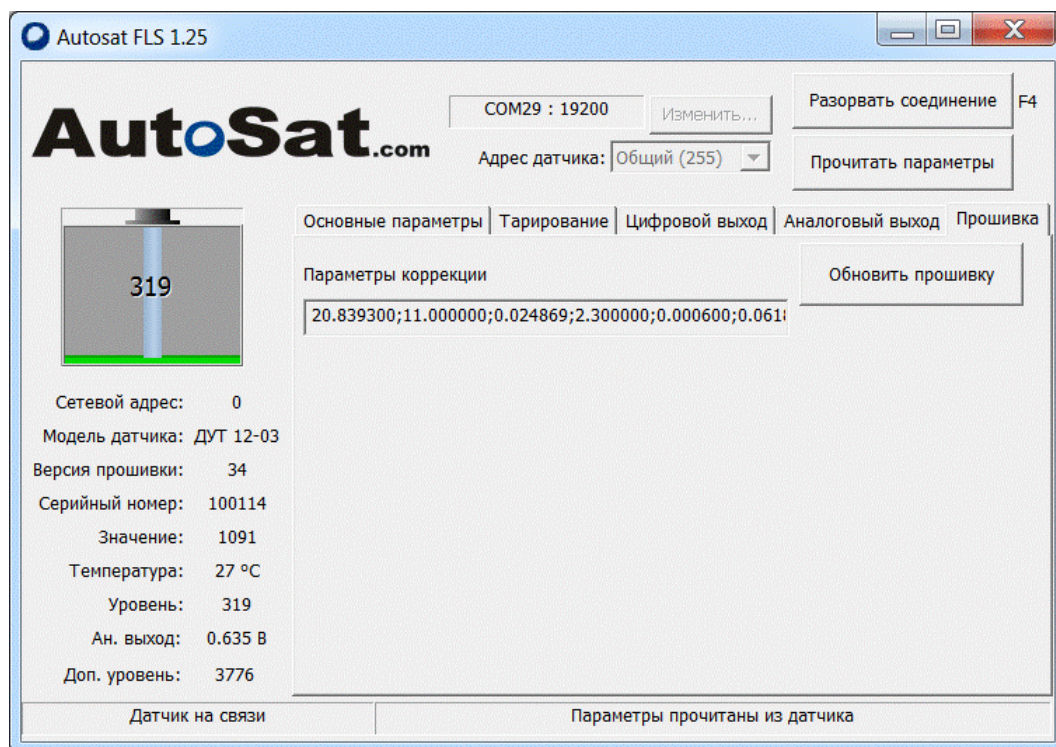 Autosat FLS 1.25
AutoSat.com
COM29 : 19200
Изменить...
Разорвать соединение
F4
Адрес датчика:
Общий (255)
Прочитать параметры
Основные параметры
Тарирование
Цифровой выход
Аналоговый выход
Прошивка
319
Параметры коррекции
Обновить прошивку
20.839300;11.000000;0.024869;2.300000;0.000600;0.061
Сетевой адрес: 0
Модель датчика: ДУТ 12-03
Версия прошивки: 34
Серийный номер: 100114
Значение: 1091
Температура: 27 ºC
Уровень: 319
Ан. выход: 0.635 В
Доп. уровень: 3776
Датчик на связи
Параметры прочитаны из датчика